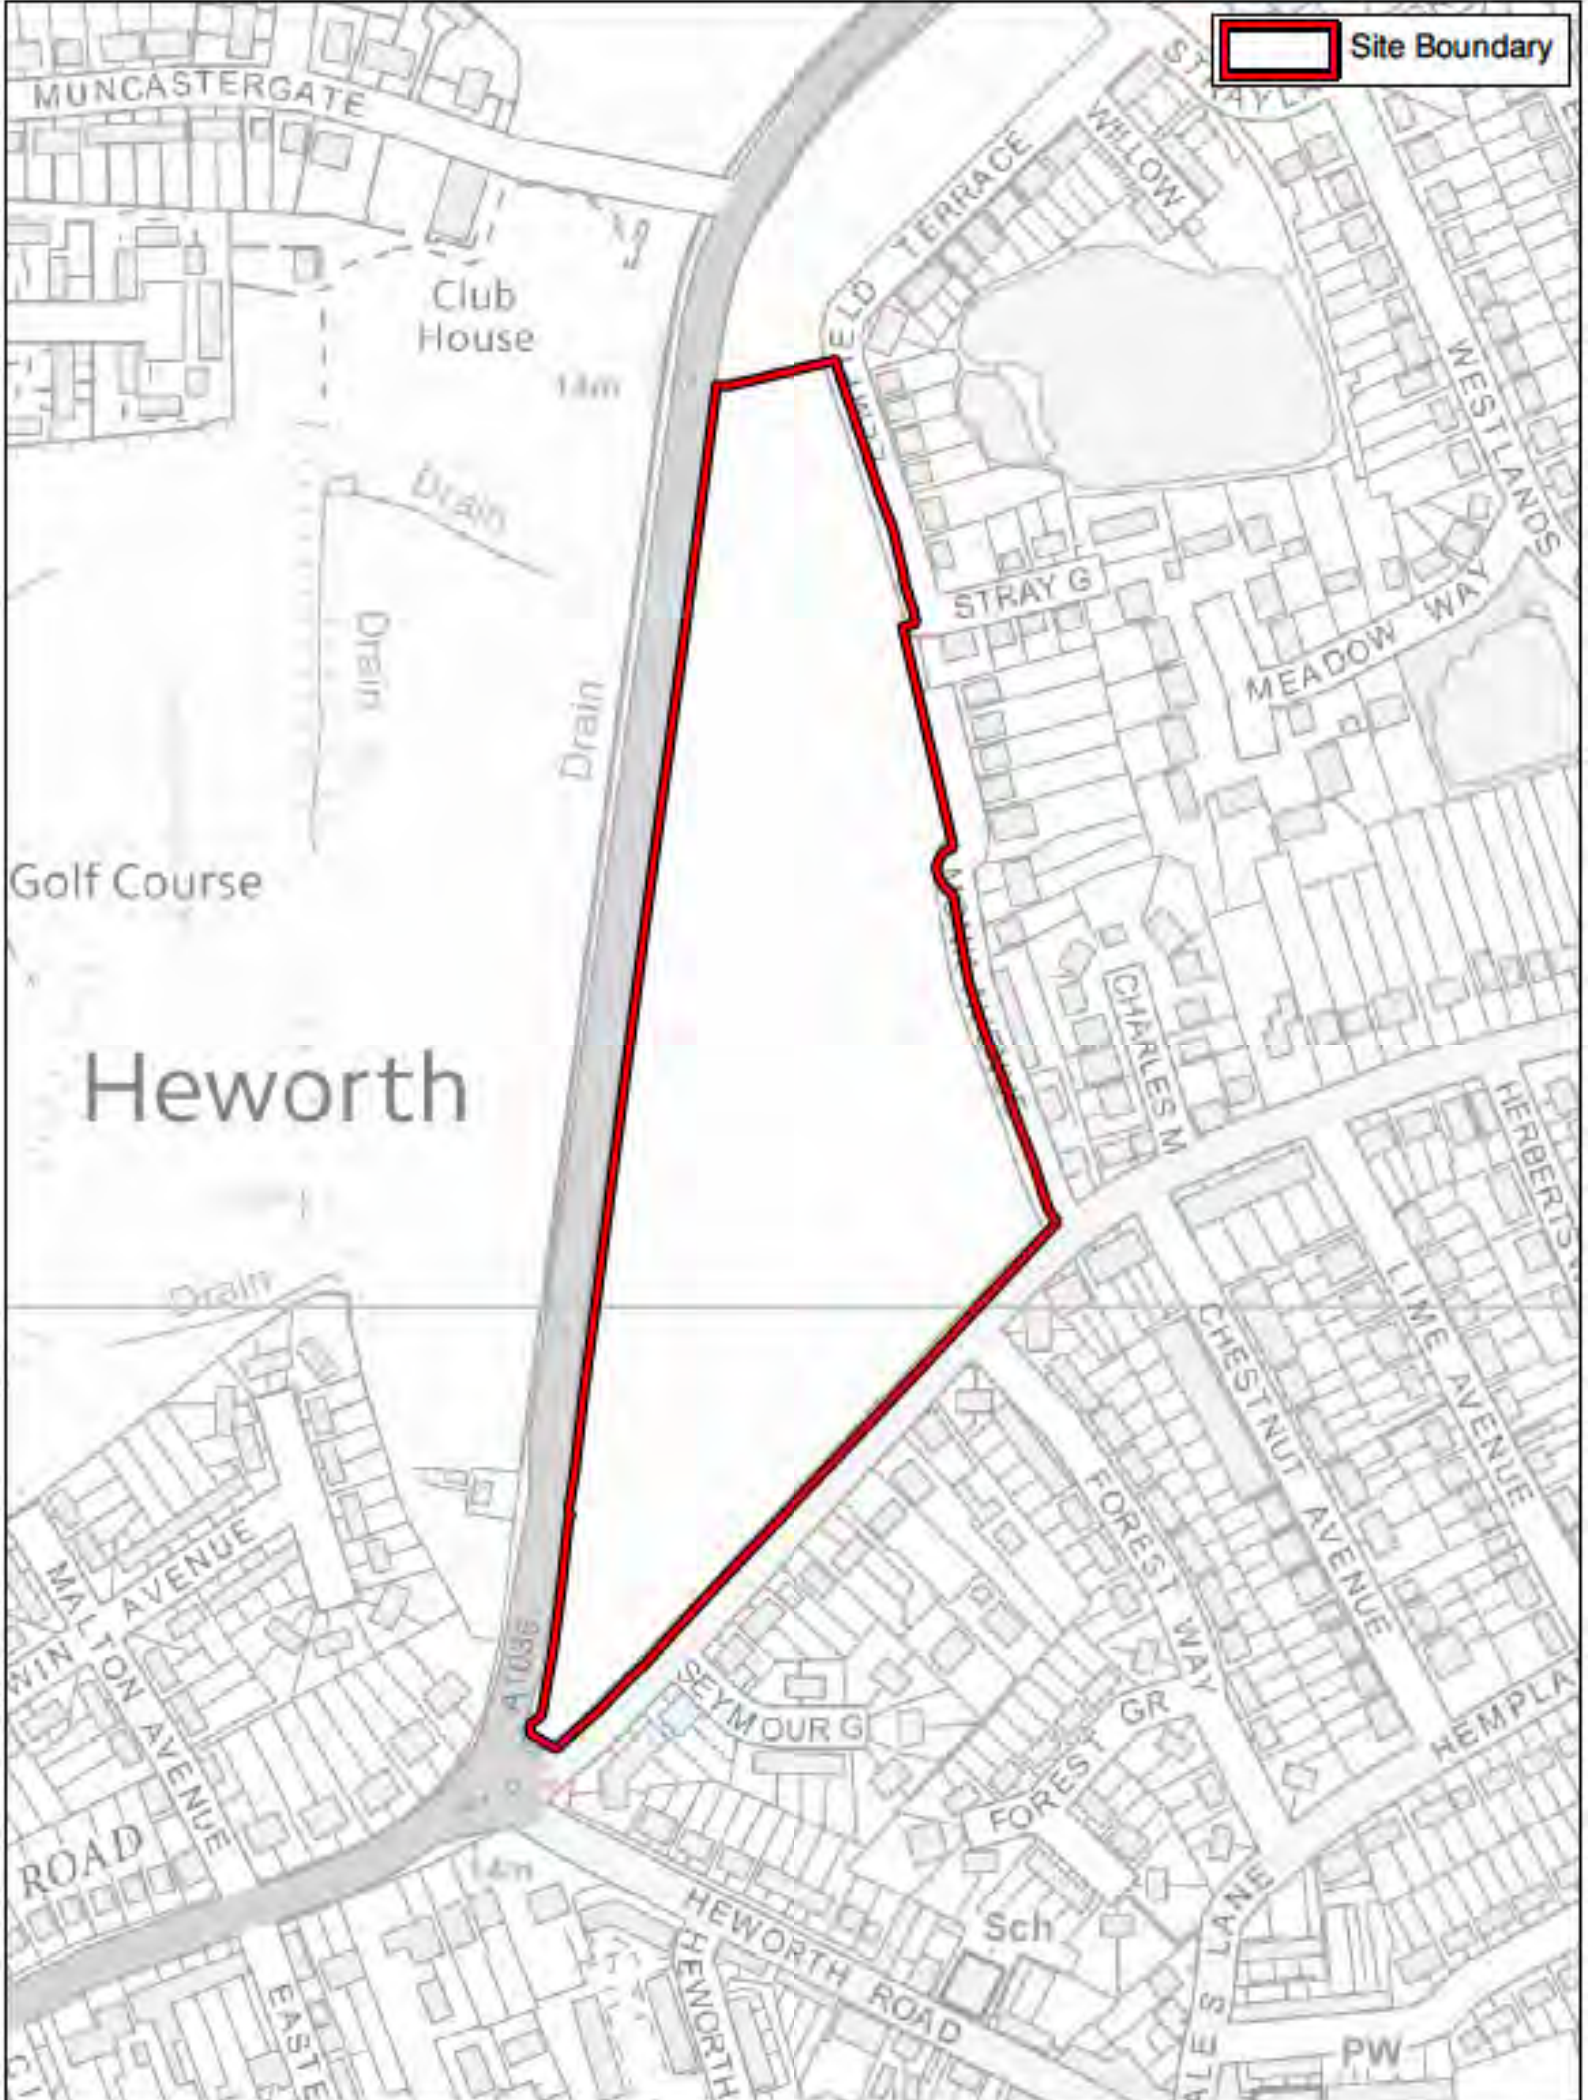 Site Boundary
MUNCASTERGATE
WILLOW
TERRACE
Club
House
14m
WESTLANDS
Drain
STRAY G
MEADOW WAY
Drain
Drain
Golf Course
CHARLES M
Heworth
Drain
LIME AVENUE
CHESTNUT AVENUE
FOREST WAY
MALTON AVENUE
WIN AVENUE
A1036
SEYMOUR G
FOREST GR
HEMPLA
ROAD
14m
HEWORTH ROAD
Sch
HEWORTH
LANE
EASTE
PW